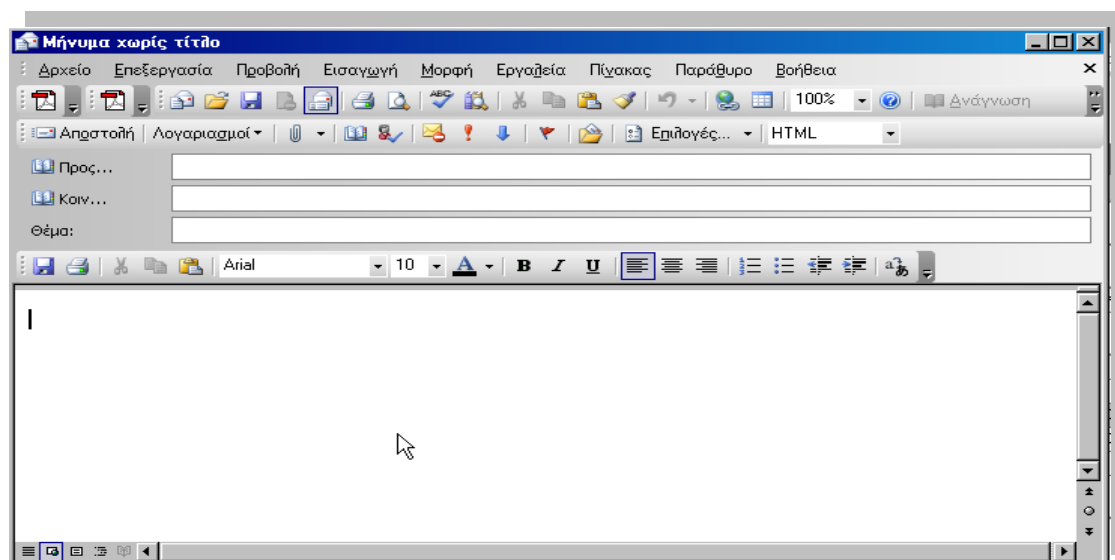 Μήνυμα χωρίς τίτλο
Αρχείο Επεξεργασία Προβολή Εισαγωγή Μορφή Εργαλεία Πίνακας Παράθυρο Βοήθεια
100% Ανάγνωση
Αποστολή Λογαριασμοί Επιλογές... HTML
Προς...
Κοιν...
Θέμα:
Arial 10 A B I U